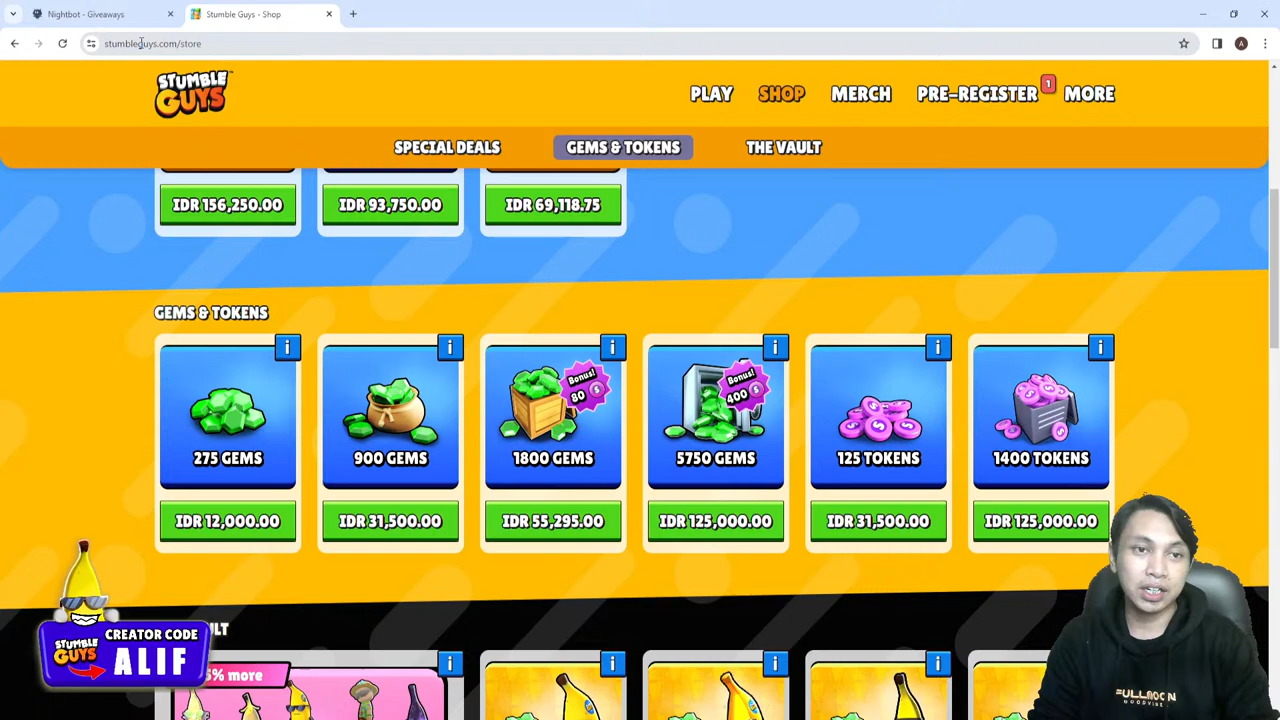 Nightbot - Giveaways
Stumble Guys - Shop
stumbleguys.com/store
A
STUMBLE GUYS
PLAY
SHOP
MERCH
PRE-REGISTER
1
MORE
SPECIAL DEALS
GEMS & TOKENS
THE VAULT
IDR 156,250.00
IDR 93,750.00
IDR 69,118.75
GEMS & TOKENS
i
i
i
i
i
i
Bonus!
80
Bonus!
400
275 GEMS
900 GEMS
1800 GEMS
5750 GEMS
125 TOKENS
1400 TOKENS
IDR 12,000.00
IDR 31,500.00
IDR 55,295.00
IDR 125,000.00
IDR 31,500.00
IDR 125,000.00
STUMBLE GUYS
CREATOR CODE
ALIF
% more
i
i
i
i
FULLMOON